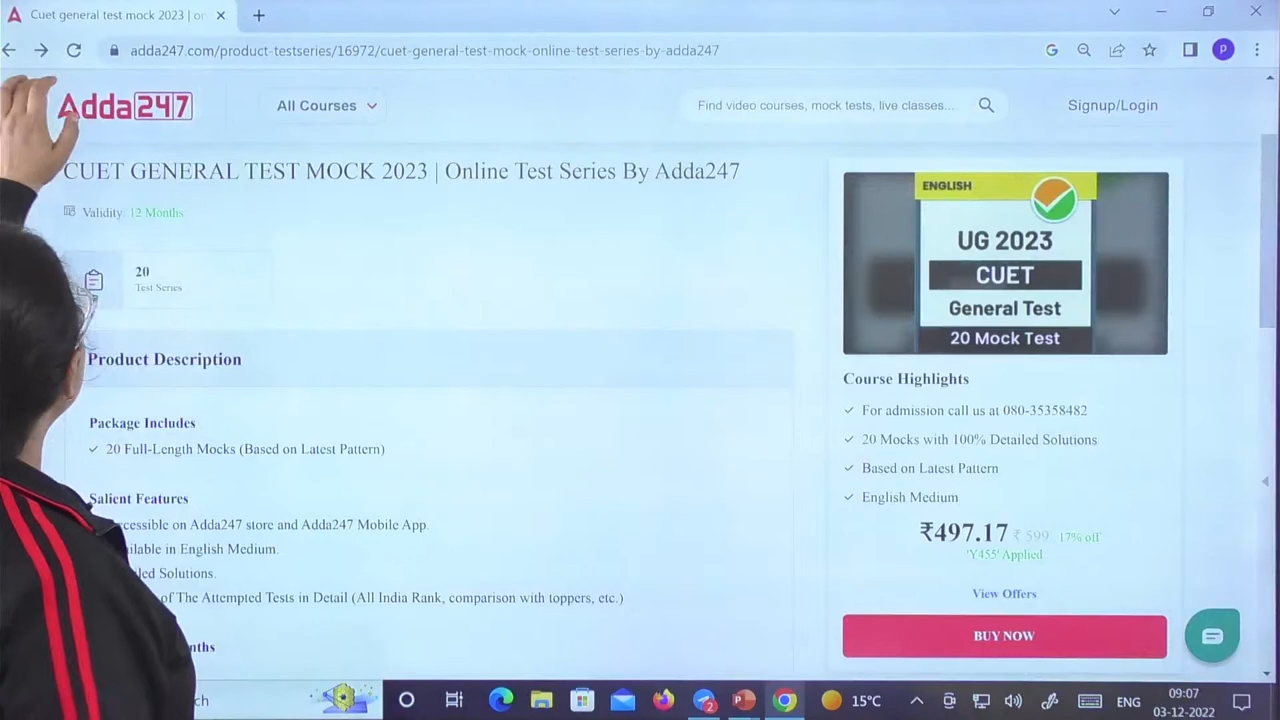 Cuet general test mock 2023 | or
adda247.com/product-testseries/16972/cuet-general-test-mock-online-test-series-by-adda247
G
P
Adda247
All Courses
Find video courses, mock tests, live classes...
Signup/Login
CUET GENERAL TEST MOCK 2023 | Online Test Series By Adda247
Validity 12 Months
20
Test Series
Product Description
Package Includes
20 Full-Length Mocks (Based on Latest Pattern)
Salient Features
ccessible on Adda247 store and Adda247 Mobile App.
ilable in English Medium.
led Solutions.
of The Attempted Tests in Detail (All India Rank, comparison with toppers, etc.)
nths
ENGLISH
UG 2023
CUET
General Test
20 Mock Test
Course Highlights
For admission call us at 080-35358482
20 Mocks with 100% Detailed Solutions
Based on Latest Pattern
English Medium
₹497.17 ₹ 599 17% off
'Y455' Applied
View Offers
BUY NOW
ch
2
15°C
ENG
09:07
03-12-2022